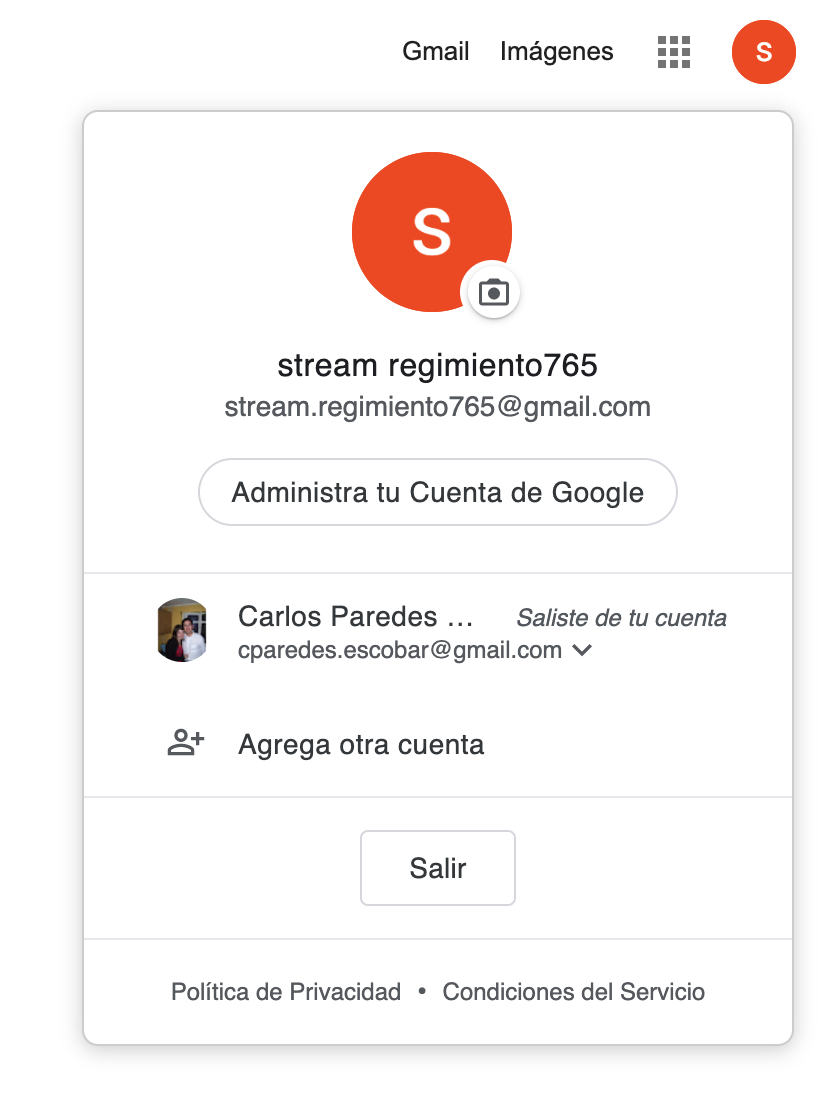 Gmail Imágenes S
S
stream regimiento765
stream.regimiento765@gmail.com
Administra tu Cuenta de Google
Carlos Paredes ... Saliste de tu cuenta
cparedes.escobar@gmail.com
Agrega otra cuenta
Salir
Política de Privacidad • Condiciones del Servicio